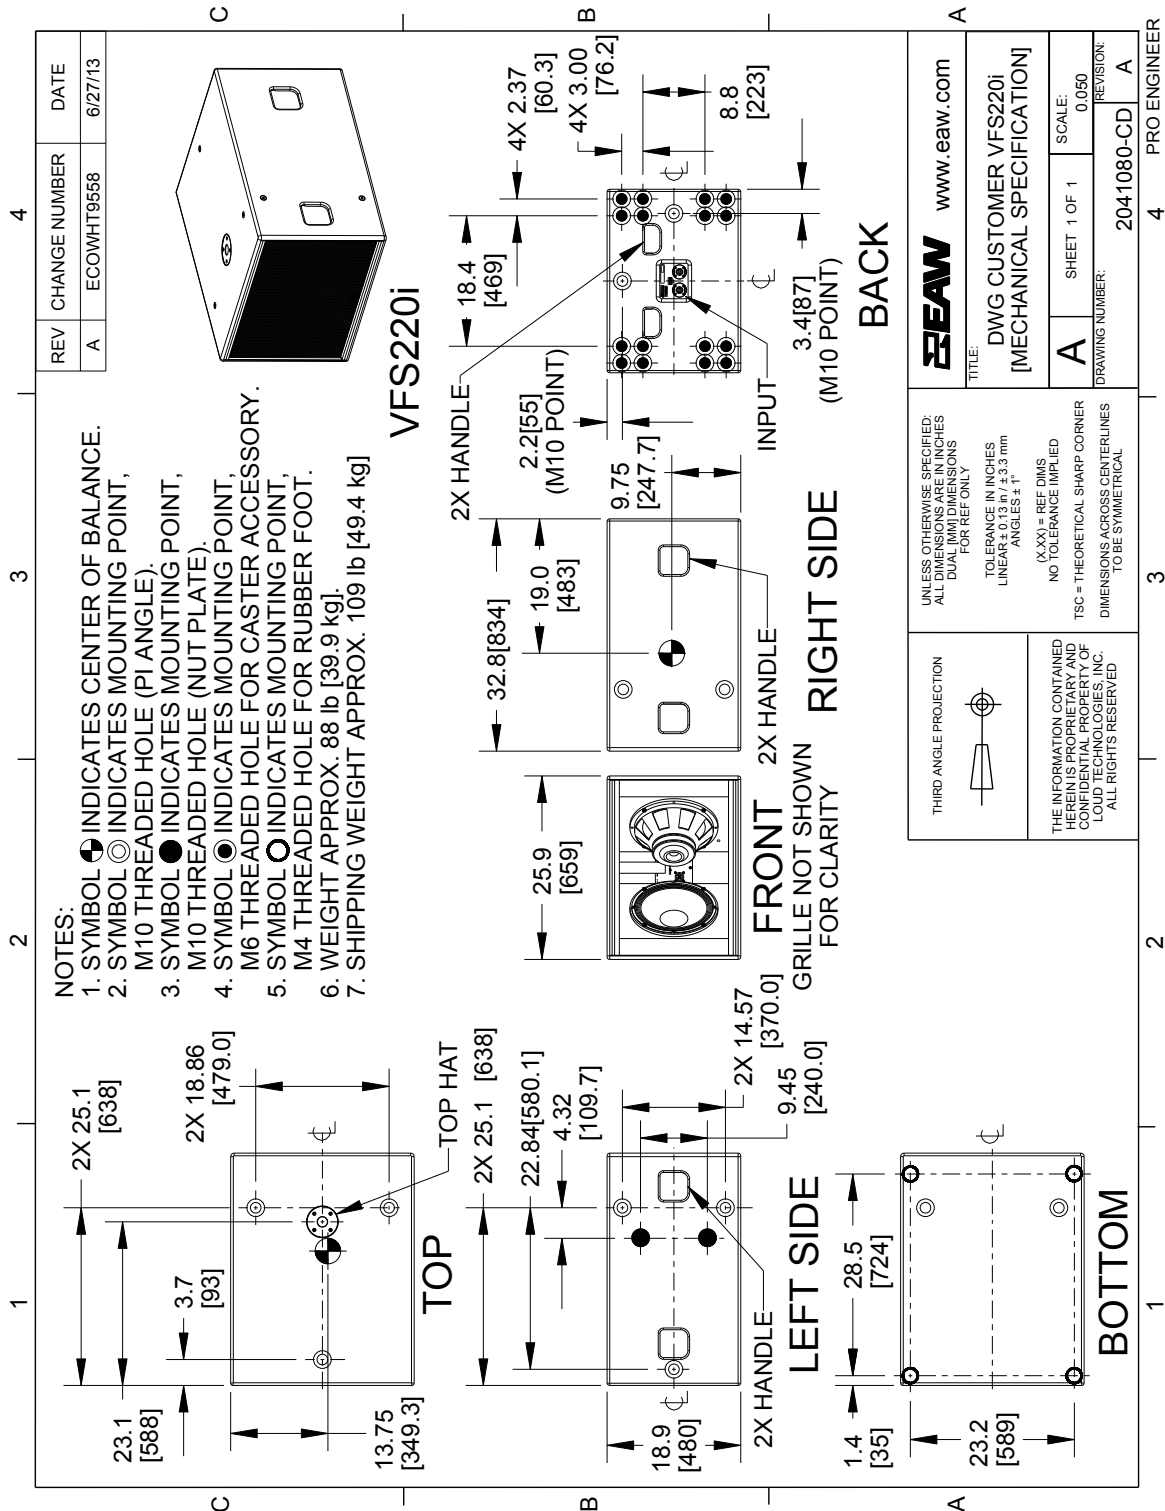 REV CHANGE NUMBER DATE
A ECOWHT9558 6/27/13
NOTES:
1. SYMBOL INDICATES CENTER OF BALANCE.
2. SYMBOL INDICATES MOUNTING POINT,
M10 THREADED HOLE (PI ANGLE).
3. SYMBOL INDICATES MOUNTING POINT,
M10 THREADED HOLE (NUT PLATE).
4. SYMBOL INDICATES MOUNTING POINT,
M6 THREADED HOLE FOR CASTER ACCESSORY.
5. SYMBOL INDICATES MOUNTING POINT,
M4 THREADED HOLE FOR RUBBER FOOT.
6. WEIGHT APPROX. 88 lb [39.9 kg].
7. SHIPPING WEIGHT APPROX. 109 lb [49.4 kg]
VFS220i
2X 25.1
[638]
23.1
[588]
3.7
[93]
2X 18.86
[479.0]
13.75
[349.3]
TOP HAT
TOP
2X 25.1 [638]
22.84[580.1]
4.32
[109.7]
2X 14.57
[370.0]
9.45
[240.0]
18.9
[480]
2X HANDLE
LEFT SIDE
25.9
[659]
FRONT
GRILLE NOT SHOWN
FOR CLARITY
32.8[834]
19.0
[483]
9.75
[247.7]
2X HANDLE
RIGHT SIDE
2X HANDLE
2.2[55]
(M10 POINT)
18.4
[469]
4X 2.37
[60.3]
4X 3.00
[76.2]
8.8
[223]
3.4[87]
(M10 POINT)
INPUT
BACK
1.4
[35]
28.5
[724]
23.2
[589]
BOTTOM
THIRD ANGLE PROJECTION
THE INFORMATION CONTAINED
HEREIN IS PROPRIETARY AND
CONFIDENTIAL PROPERTY OF
LOUD TECHNOLOGIES, INC.
ALL RIGHTS RESERVED
UNLESS OTHERWISE SPECIFIED:
ALL DIMENSIONS ARE IN INCHES
DUAL [MM] DIMENSIONS
FOR REF ONLY
TOLERANCE IN INCHES
LINEAR ± 0.13 in / ± 3.3 mm
ANGLES ± 1°
(X.XX) = REF DIMS
NO TOLERANCE IMPLIED
TSC = THEORETICAL SHARP CORNER
DIMENSIONS ACROSS CENTERLINES
TO BE SYMMETRICAL
EAW www.eaw.com
TITLE:
DWG CUSTOMER VFS220i
[MECHANICAL SPECIFICATION]
A
SHEET 1 OF 1
SCALE:
0.050
DRAWING NUMBER:
2041080-CD
REVISION:
A
PRO ENGINEER
1 2 3 4
1 2 3 4
C B A
C B A